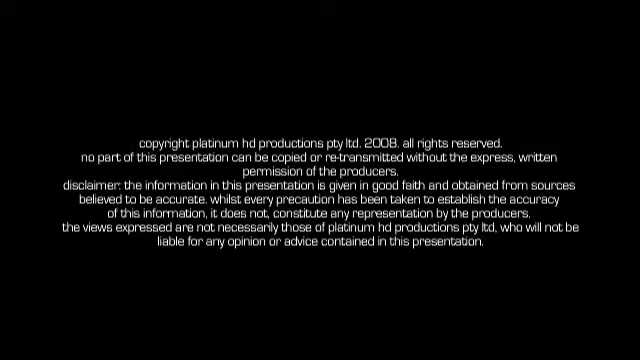 copyright platinum hd productions pty ltd. 2008. all rights reserved.
no part of this presentation can be copied or re-transmitted without the express, written
permission of the producers.
disclaimer: the information in this presentation is given in good faith and obtained from sources
believed to be accurate. whilst every precaution has been taken to establish the accuracy
of this information, it does not, constitute any representation by the producers.
the views expressed are not necessarily those of platinum hd productions pty ltd, who will not be
liable for any opinion or advice contained in this presentation.